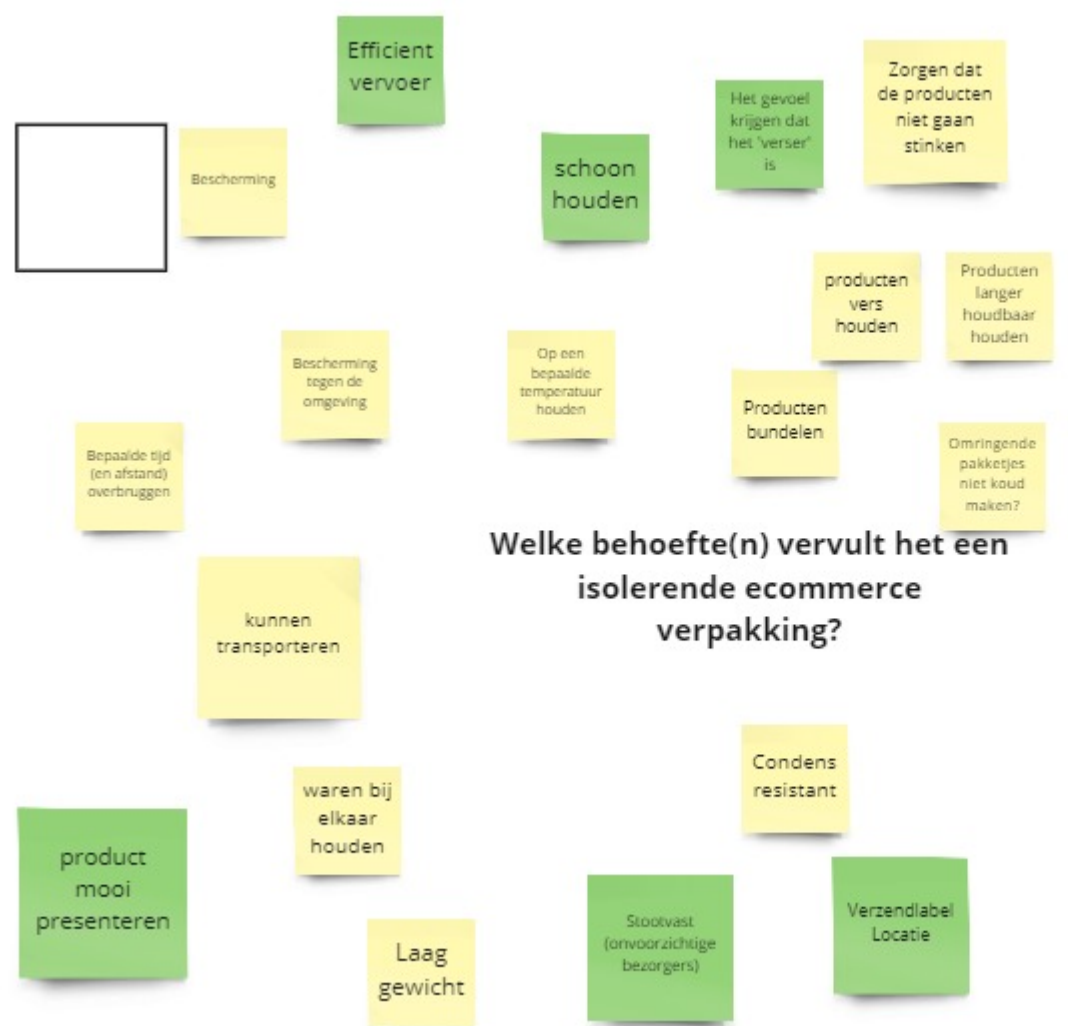 Efficient
vervoer
Zorgen dat
de producten
niet gaan
stinken
Het gevoel
krijgen dat
het 'verser'
is
Bescherming
schoon
houden
producten
vers
houden
Producten
langer
houdbaar
houden
Bescherming
tegen de
omgeving
Op een
bepaalde
temperatuur
houden
Producten
bundelen
Bepaalde tijd
(en afstand)
overbruggen
Omringende
pakketjes
niet koud
maken?
Welke behoefte(n) vervult het een
isolerende ecommerce
verpakking?
kunnen
transporteren
Condens
resistant
waren bij
elkaar
houden
product
mooi
presenteren
Stootvast
(onvoorzichtige
bezorgers)
Verzendlabel
Locatie
Laag
gewicht